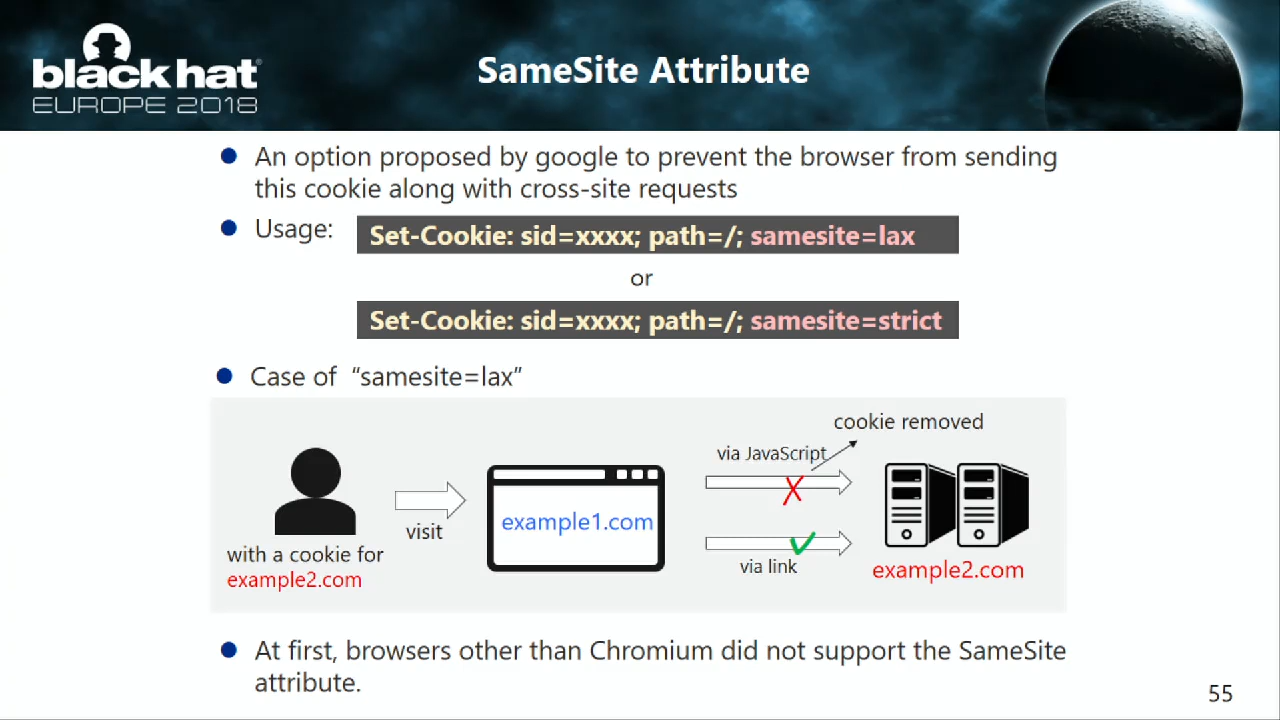 black hat
EUROPE 2018
SameSite Attribute
An option proposed by google to prevent the browser from sending
this cookie along with cross-site requests
Usage:
Set-Cookie: sid=xxxx; path=/; samesite=lax
or
Set-Cookie: sid=xxxx; path=/; samesite=strict
Case of “samesite=lax”
cookie removed
via JavaScript
example1.com
visit
with a cookie for
example2.com
via link
example2.com
At first, browsers other than Chromium did not support the SameSite
attribute.
55